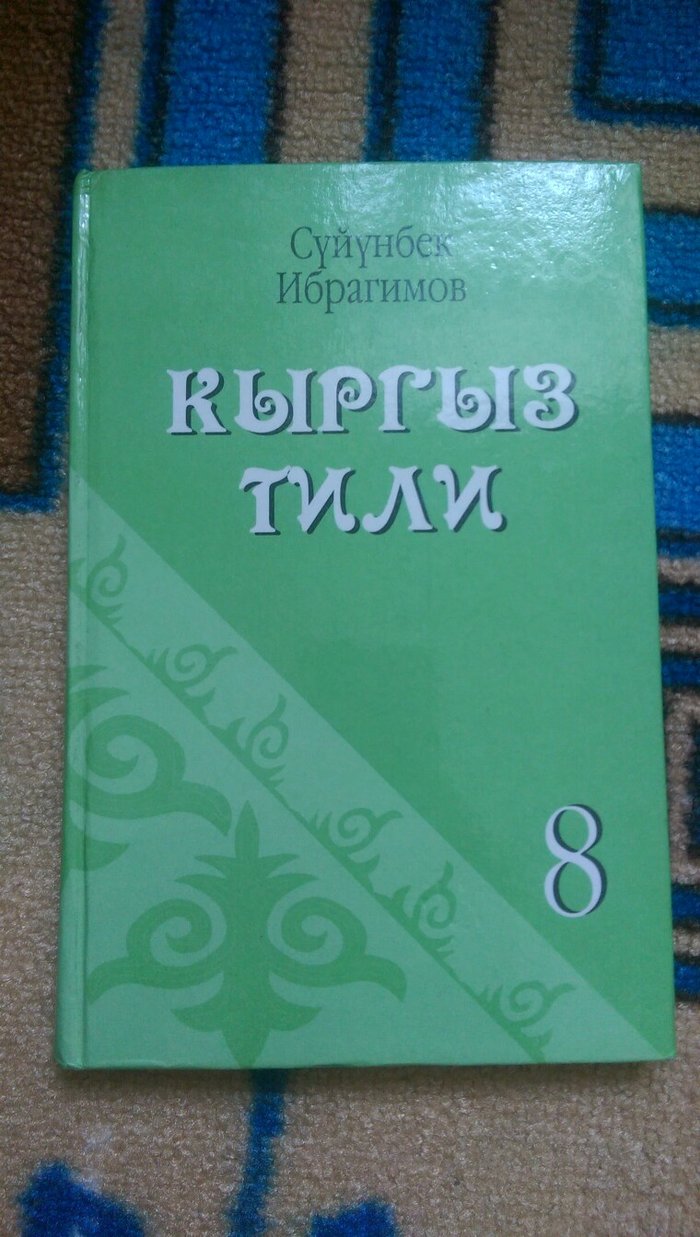 Сүйүнбек
Ибрагимов
КЫРГЫЗ
ТИЛИ
8